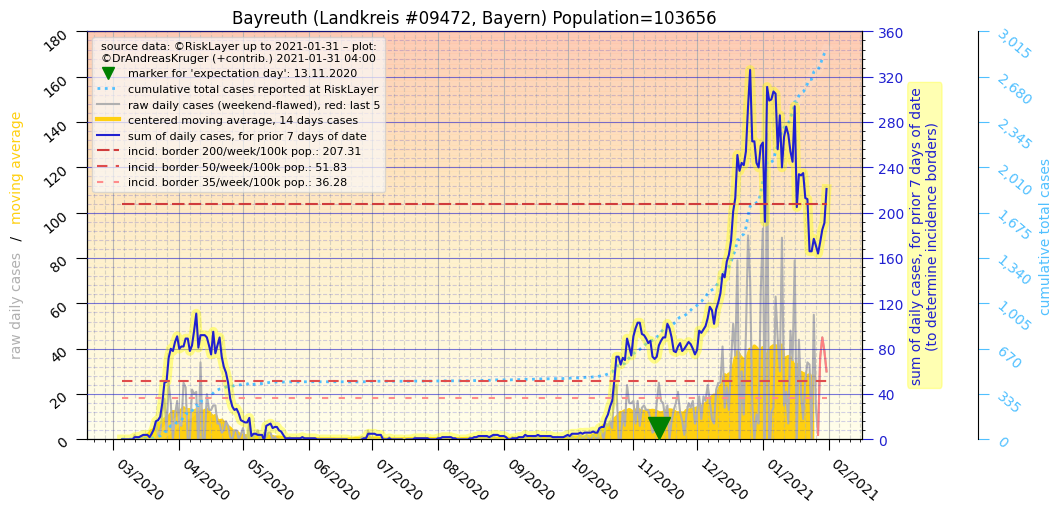 Bayreuth (Landkreis #09472, Bayern) Population=103656
source data: ©RiskLayer up to 2021-01-31 – plot:
©DrAndreasKruger (+contrib.) 2021-01-31 04:00
marker for 'expectation day': 13.11.2020
cumulative total cases reported at RiskLayer
raw daily cases (weekend-flawed), red: last 5
centered moving average, 14 days cases
sum of daily cases, for prior 7 days of date
incid. border 200/week/100k pop.: 207.31
incid. border 50/week/100k pop.: 51.83
incid. border 35/week/100k pop.: 36.28
raw daily cases / moving average
180
160
140
120
100
80
60
40
20
0
03/2020
04/2020
05/2020
06/2020
07/2020
08/2020
09/2020
10/2020
11/2020
12/2020
01/2021
02/2021
360
320
280
240
200
160
120
80
40
0
sum of daily cases, for prior 7 days of date
(to determine incidence borders)
3,015
2,680
2,345
2,010
1,675
1,340
1,005
670
335
0
cumulative total cases